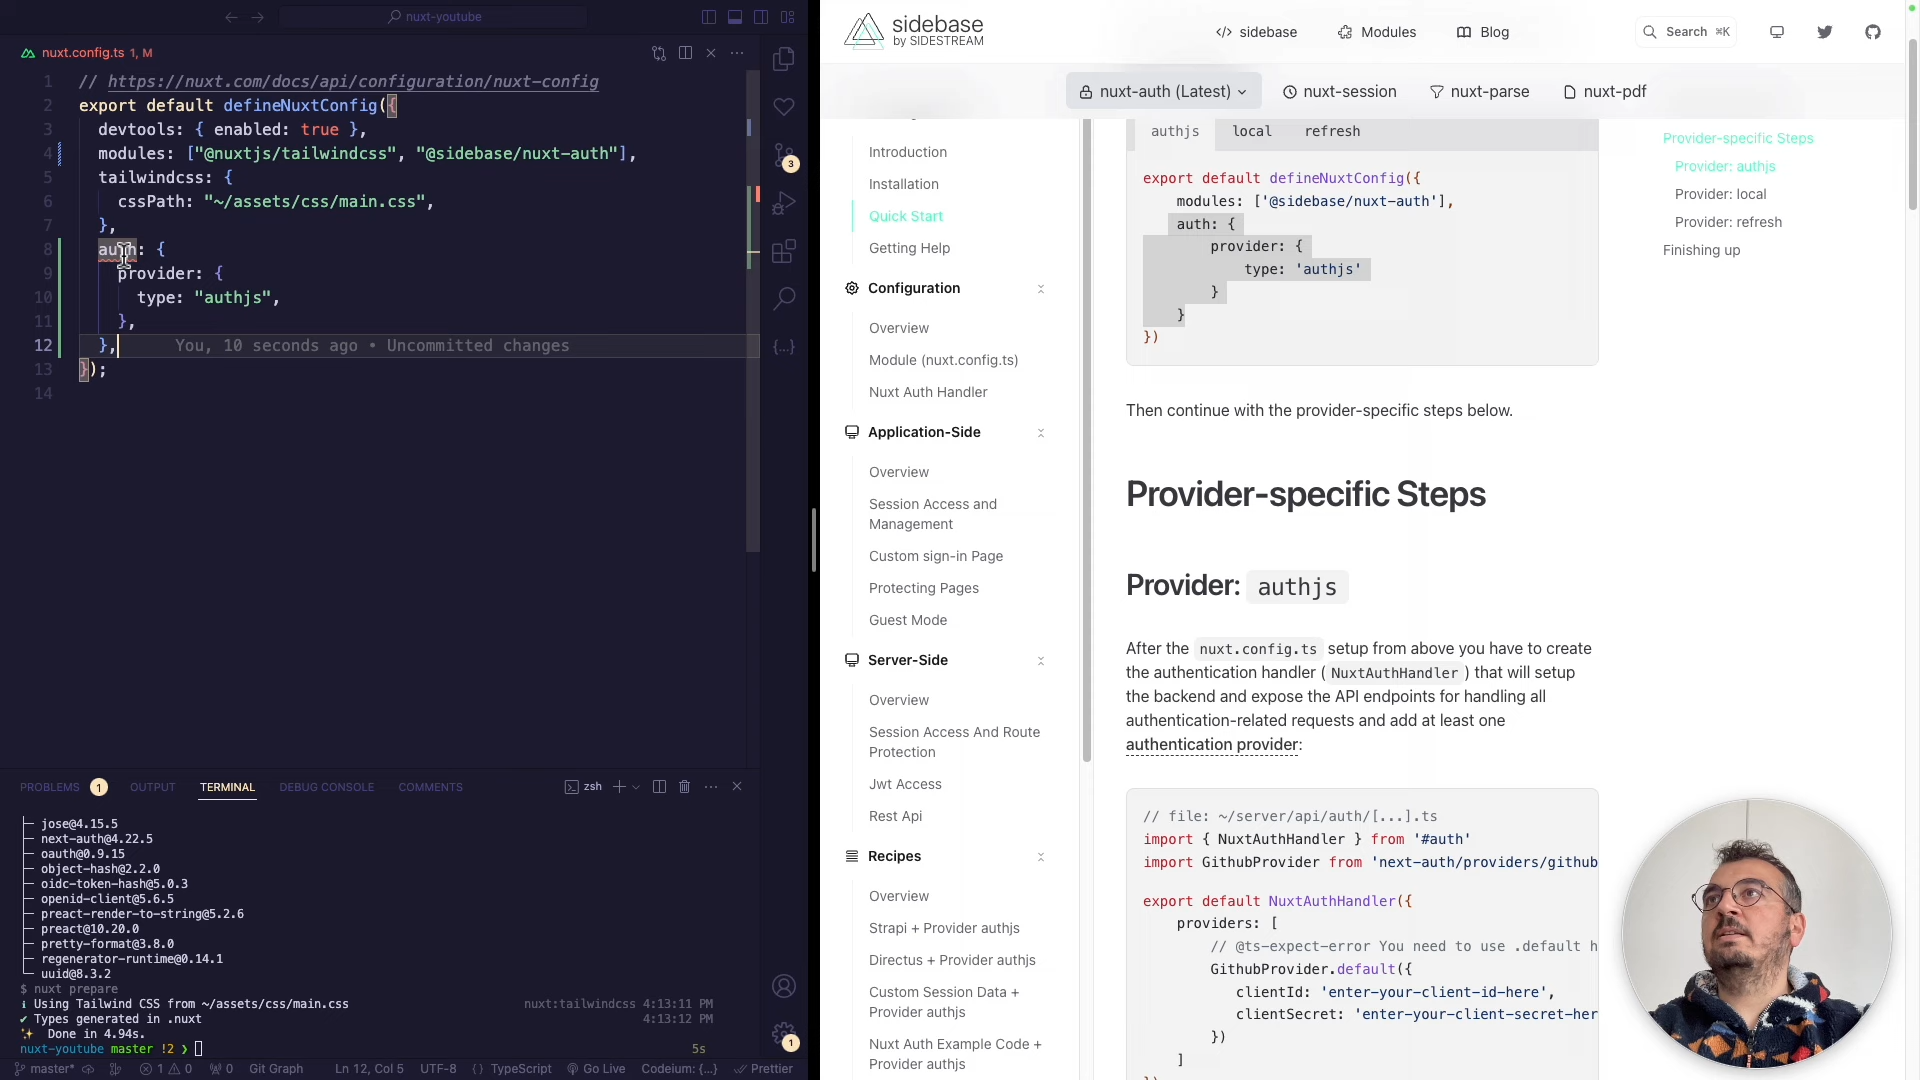 nuxt-youtube
nuxt.config.ts 1, M
1 // https://nuxt.com/docs/api/configuration/nuxt-config
2 export default defineNuxtConfig({
3 devtools: { enabled: true },
4 modules: ["@nuxtjs/tailwindcss", "@sidebase/nuxt-auth"],
5 tailwindcss: {
6 cssPath: "~/assets/css/main.css",
7 },
8 auth: {
9 provider: {
10 type: "authjs",
11 },
12 }, You, 10 seconds ago • Uncommitted changes
13 });
14
3
PROBLEMS 1 OUTPUT TERMINAL DEBUG CONSOLE COMMENTS zsh
├─ jose@4.15.5
├─ next-auth@4.22.5
├─ oauth@0.9.15
├─ object-hash@2.2.0
├─ oidc-token-hash@5.0.3
├─ openid-client@5.6.5
├─ preact-render-to-string@5.2.6
├─ preact@10.20.0
├─ pretty-format@3.8.0
├─ regenerator-runtime@0.14.1
└─ uuid@8.3.2
$ nuxt prepare
ℹ Using Tailwind CSS from ~/assets/css/main.css nuxt:tailwindcss 4:13:11 PM
✔ Types generated in .nuxt 4:13:12 PM
✨ Done in 4.94s.
nuxt-youtube master !2 ❯ 5s
1
master* 1 0 0 Git Graph Ln 12, Col 5 UTF-8 {} TypeScript Go Live Codeium: {...} Prettier
sidebase
by SIDESTREAM
</> sidebase Modules Blog Search ⌘K
nuxt-auth (Latest) nuxt-session nuxt-parse nuxt-pdf
Introduction
Installation
Quick Start
Getting Help
Configuration
Overview
Module (nuxt.config.ts)
Nuxt Auth Handler
Application-Side
Overview
Session Access and
Management
Custom sign-in Page
Protecting Pages
Guest Mode
Server-Side
Overview
Session Access And Route
Protection
Jwt Access
Rest Api
Recipes
Overview
Strapi + Provider authjs
Directus + Provider authjs
Custom Session Data +
Provider authjs
Nuxt Auth Example Code +
Provider authjs
authjs local refresh
export default defineNuxtConfig({
modules: ['@sidebase/nuxt-auth'],
auth: {
provider: {
type: 'authjs'
}
}
})
Then continue with the provider-specific steps below.
Provider-specific Steps
Provider: authjs
After the nuxt.config.ts setup from above you have to create
the authentication handler ( NuxtAuthHandler ) that will setup
the backend and expose the API endpoints for handling all
authentication-related requests and add at least one
authentication provider:
// file: ~/server/api/auth/[...].ts
import { NuxtAuthHandler } from '#auth'
import GithubProvider from 'next-auth/providers/github
export default NuxtAuthHandler({
providers: [
// @ts-expect-error You need to use .default h
GithubProvider.default({
clientId: 'enter-your-client-id-here',
clientSecret: 'enter-your-client-secret-her
})
]
Provider-specific Steps
Provider: authjs
Provider: local
Provider: refresh
Finishing up